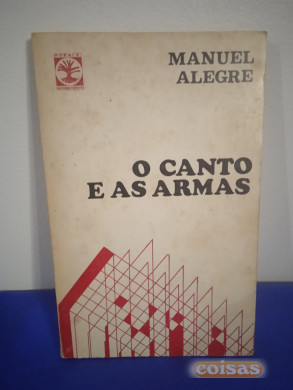 MANUEL
ALEGRE
O CANTO
E AS ARMAS
coisas